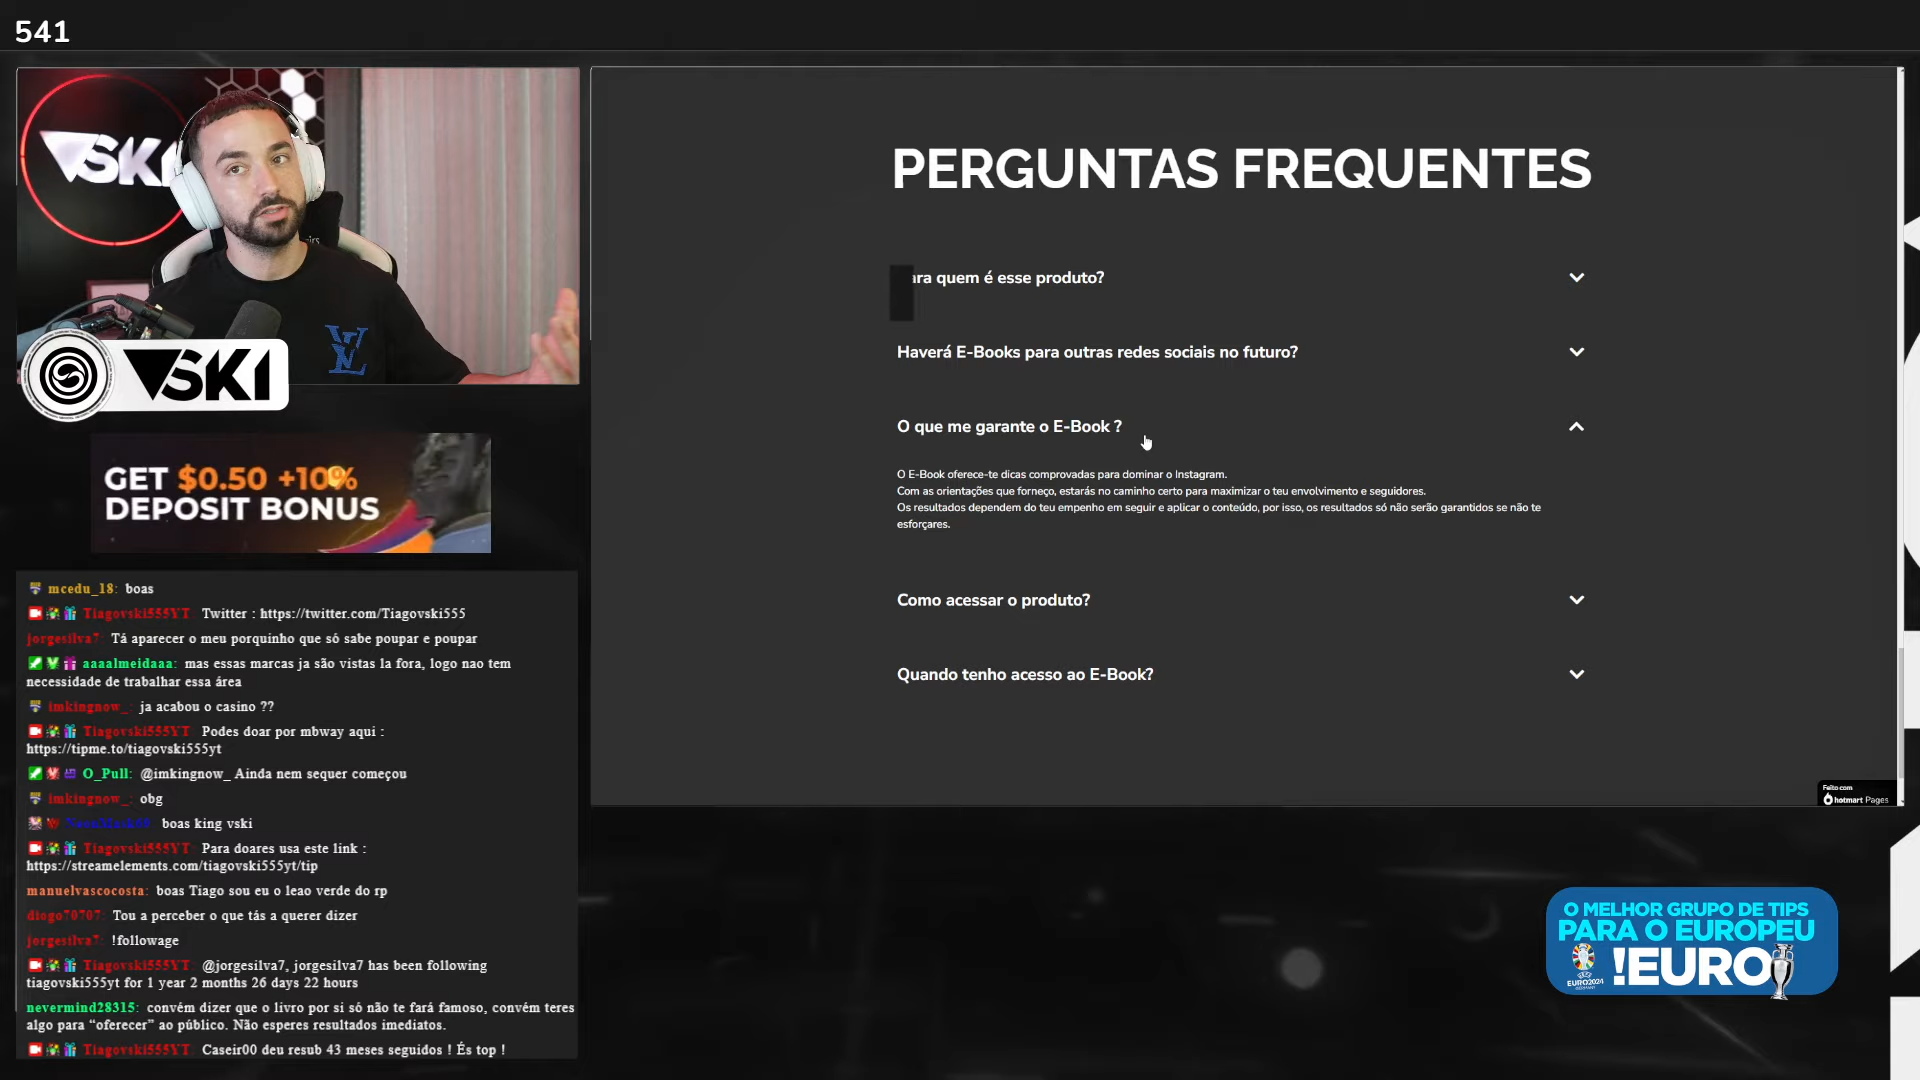 541
VSKI
VSKI
GET $0.50 +10%
DEPOSIT BONUS
mcedu_18: boas
Tiagovski555YT: Twitter : https://twitter.com/Tiagovski555
jorgesilva7: Tá aparecer o meu porquinho que só sabe poupar e poupar
aaaalmeidaaa: mas essas marcas ja são vistas la fora, logo nao tem
necessidade de trabalhar essa área
imkingnow_: ja acabou o casino ??
Tiagovski555YT: Podes doar por mbway aqui :
https://tipme.to/tiagovski555yt
O_Pull: @imkingnow_ Ainda nem sequer começou
imkingnow_: obg
boas king vski
Tiagovski555YT: Para doares usa este link :
https://streamelements.com/tiagovski555yt/tip
manuelvascocosta: boas Tiago sou eu o leao verde do rp
diogo70707: Tou a perceber o que tás a querer dizer
jorgesilva7: !followage
Tiagovski555YT: @jorgesilva7, jorgesilva7 has been following
tiagovski555yt for 1 year 2 months 26 days 22 hours
nevermind28315: convém dizer que o livro por si só não te fará famoso, convém teres
algo para “oferecer” ao público. Não esperes resultados imediatos.
Tiagovski555YT: Caseir00 deu resub 43 meses seguidos ! És top !
PERGUNTAS FREQUENTES
ara quem é esse produto?
Haverá E-Books para outras redes sociais no futuro?
O que me garante o E-Book ?
O E-Book oferece-te dicas comprovadas para dominar o Instagram.
Com as orientações que forneço, estarás no caminho certo para maximizar o teu envolvimento e seguidores.
Os resultados dependem do teu empenho em seguir e aplicar o conteúdo, por isso, os resultados só não serão garantidos se não te
esforçares.
Como acessar o produto?
Quando tenho acesso ao E-Book?
Feito com
hotmart Pages
O MELHOR GRUPO DE TIPS
PARA O EUROPEU
!EURO
EURO2024
GERMANY